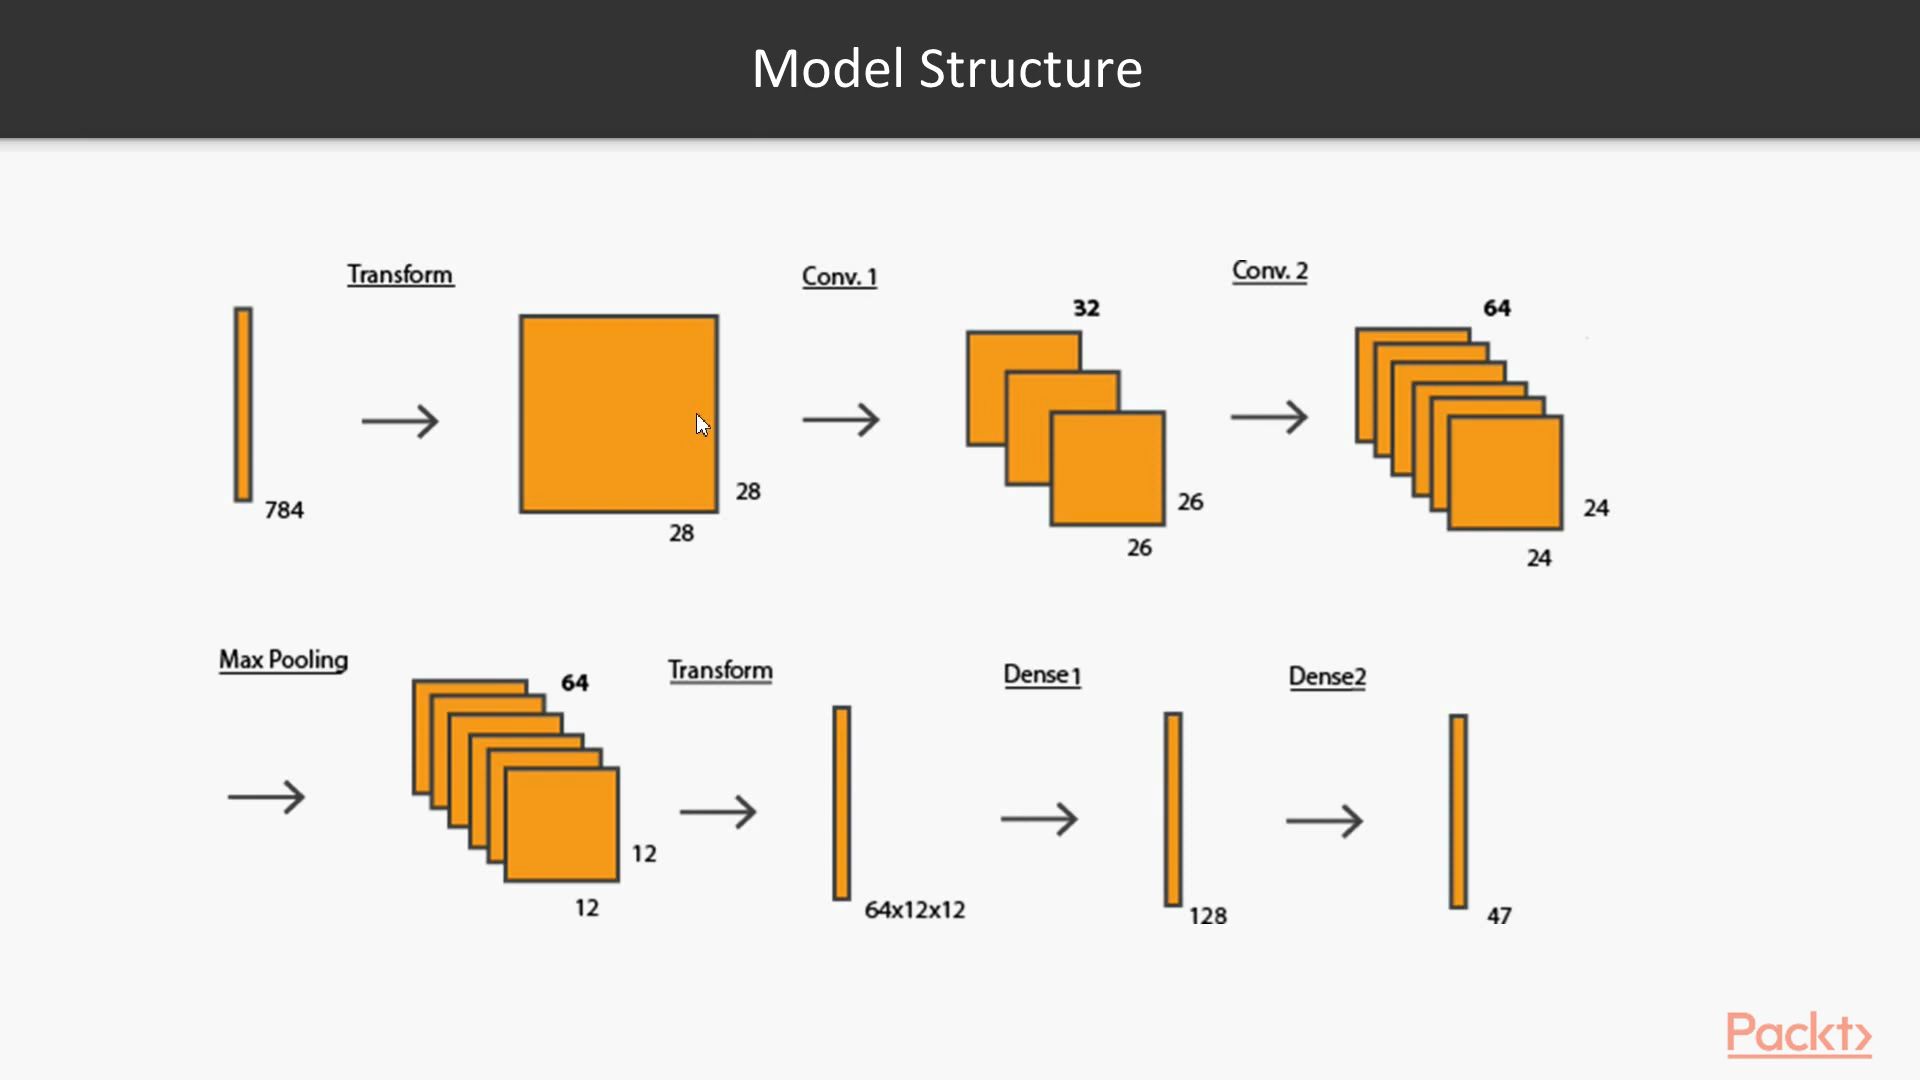 Model Structure
Transform
Conv. 1
Conv. 2
32
64
784
28
28
26
26
24
24
Max Pooling
64
Transform
Dense1
Dense2
12
12
64x12x12
128
47
Packt>